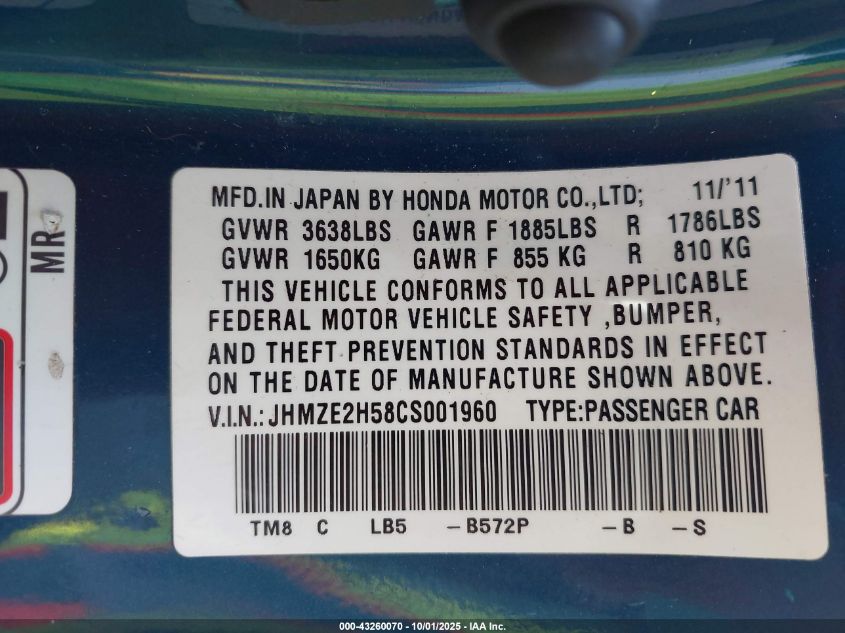 MFD.IN JAPAN BY HONDA MOTOR CO.,LTD; 11/'11
GVWR 3638LBS GAWR F 1885LBS R 1786LBS
GVWR 1650KG GAWR F 855 KG R 810 KG
THIS VEHICLE CONFORMS TO ALL APPLICABLE
FEDERAL MOTOR VEHICLE SAFETY ,BUMPER,
AND THEFT PREVENTION STANDARDS IN EFFECT
ON THE DATE OF MANUFACTURE SHOWN ABOVE.
V.I.N.: JHMZE2H58CS001960 TYPE:PASSENGER CAR
TM8 C LB5 -B572P -B -S
MR
000-43260070 - 10/01/2025 - IAA Inc.